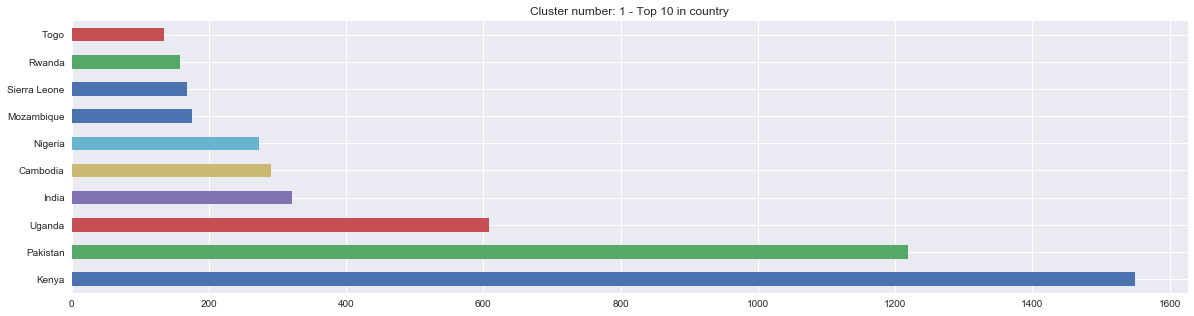 Cluster number: 1 - Top 10 in country
Togo
Rwanda
Sierra Leone
Mozambique
Nigeria
Cambodia
India
Uganda
Pakistan
Kenya
0 200 400 600 800 1000 1200 1400 1600